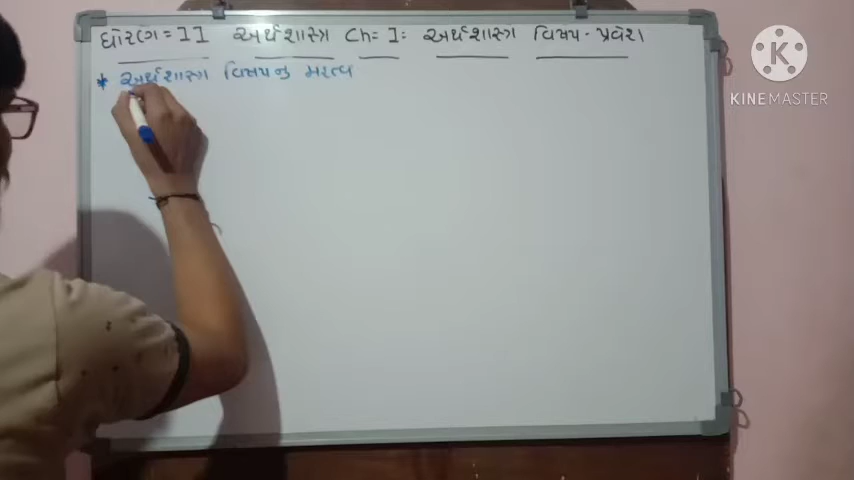 ધોરણ = 11 અર્થશાસ્ત્ર Ch = 1: અર્થશાસ્ત્ર વિષય - પ્રવેશ
* અર્થશાસ્ત્ર વિષયનુ મહત્વ
KINEMASTER